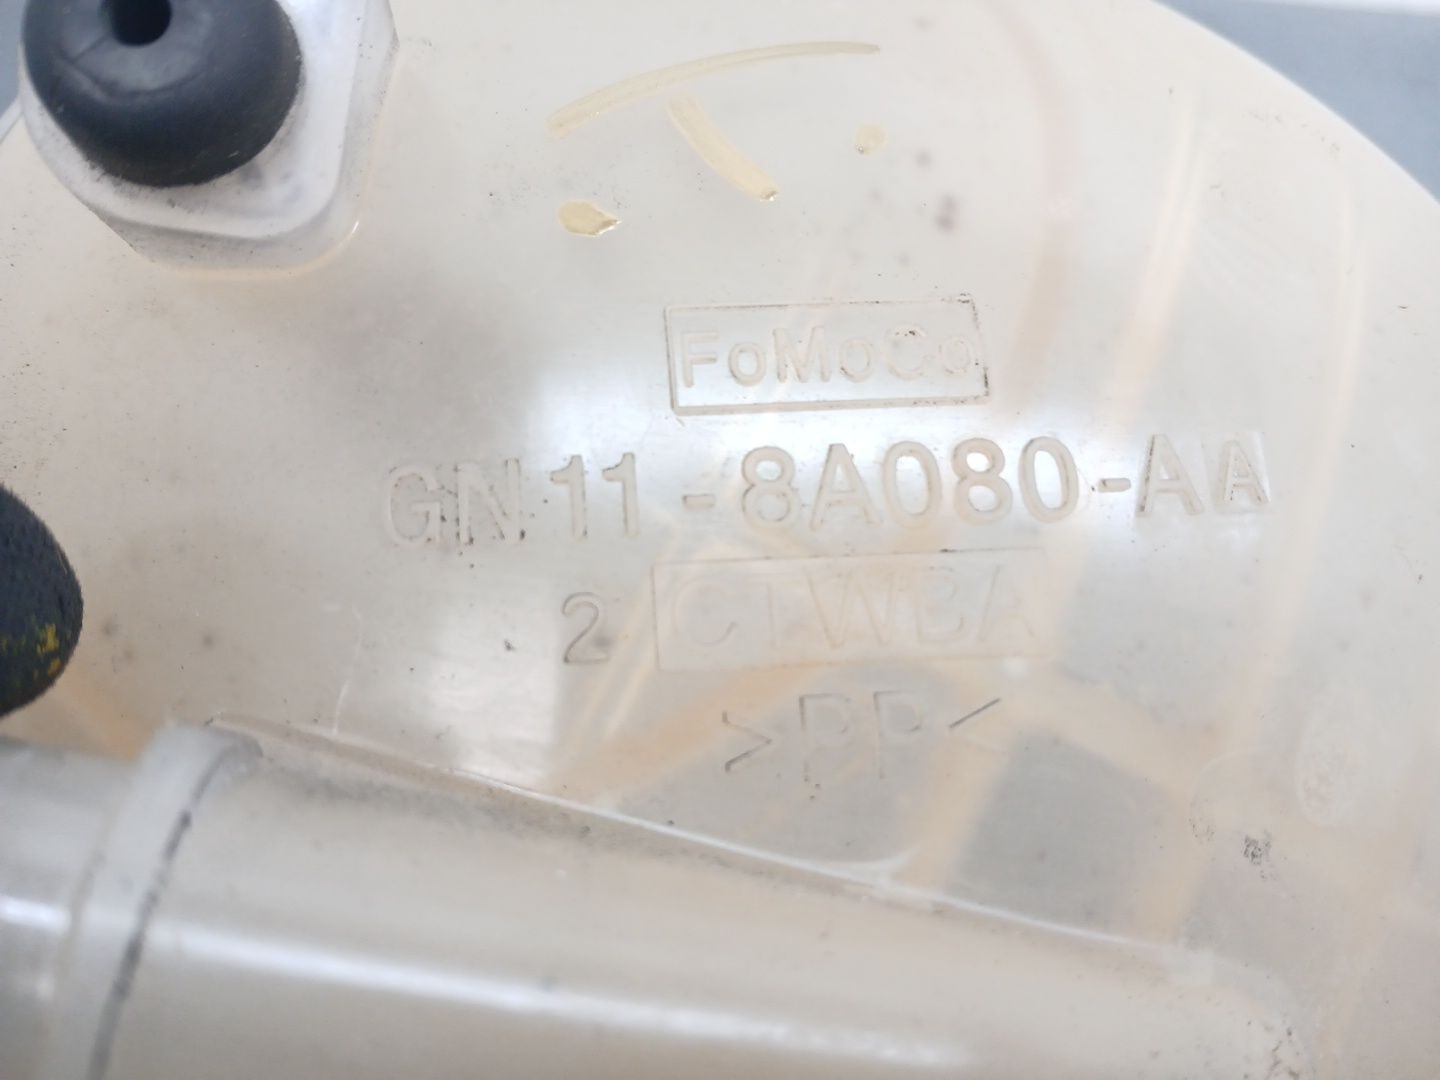 FoMoCo
GN11-8A080-AA
2 CTWBA
>PP<